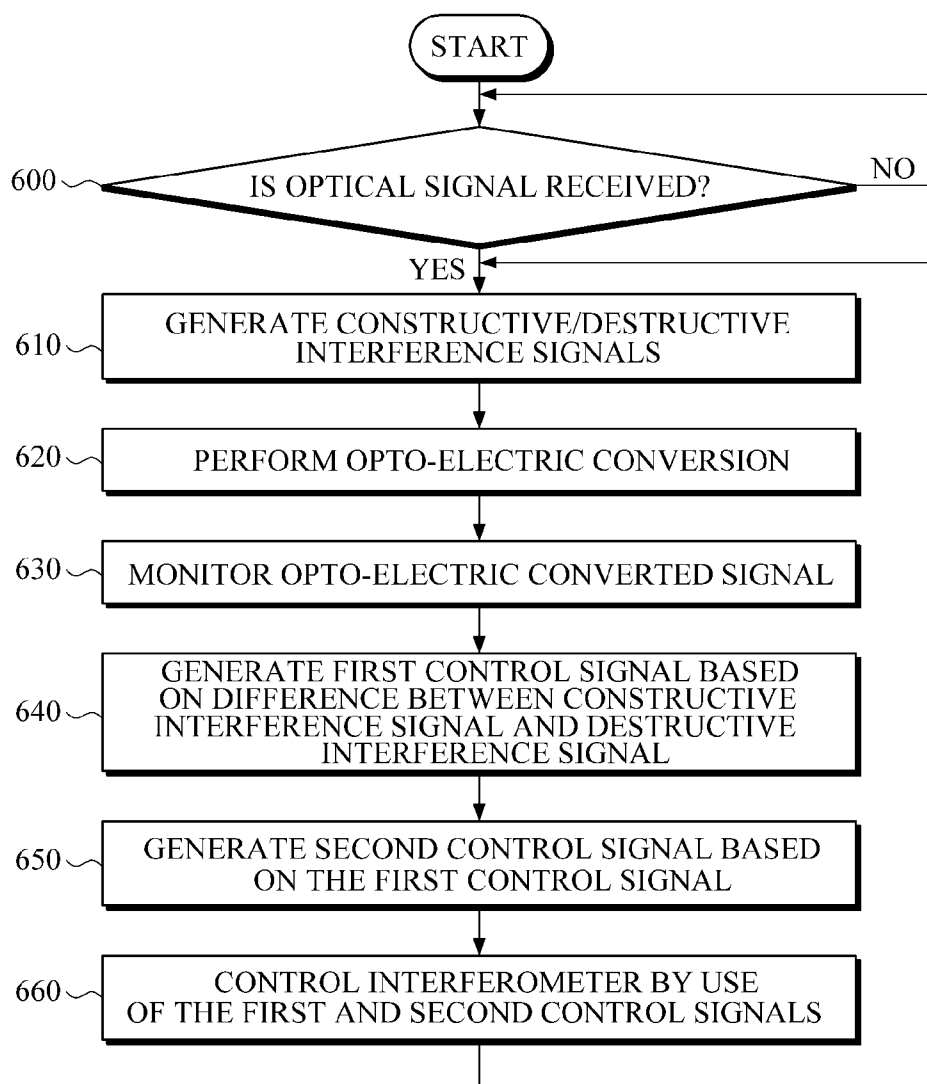 START
600
IS OPTICAL SIGNAL RECEIVED?
NO
YES
610
GENERATE CONSTRUCTIVE/DESTRUCTIVE
INTERFERENCE SIGNALS
620
PERFORM OPTO-ELECTRIC CONVERSION
630
MONITOR OPTO-ELECTRIC CONVERTED SIGNAL
640
GENERATE FIRST CONTROL SIGNAL BASED
ON DIFFERENCE BETWEEN CONSTRUCTIVE
INTERFERENCE SIGNAL AND DESTRUCTIVE
INTERFERENCE SIGNAL
650
GENERATE SECOND CONTROL SIGNAL BASED
ON THE FIRST CONTROL SIGNAL
660
CONTROL INTERFEROMETER BY USE
OF THE FIRST AND SECOND CONTROL SIGNALS